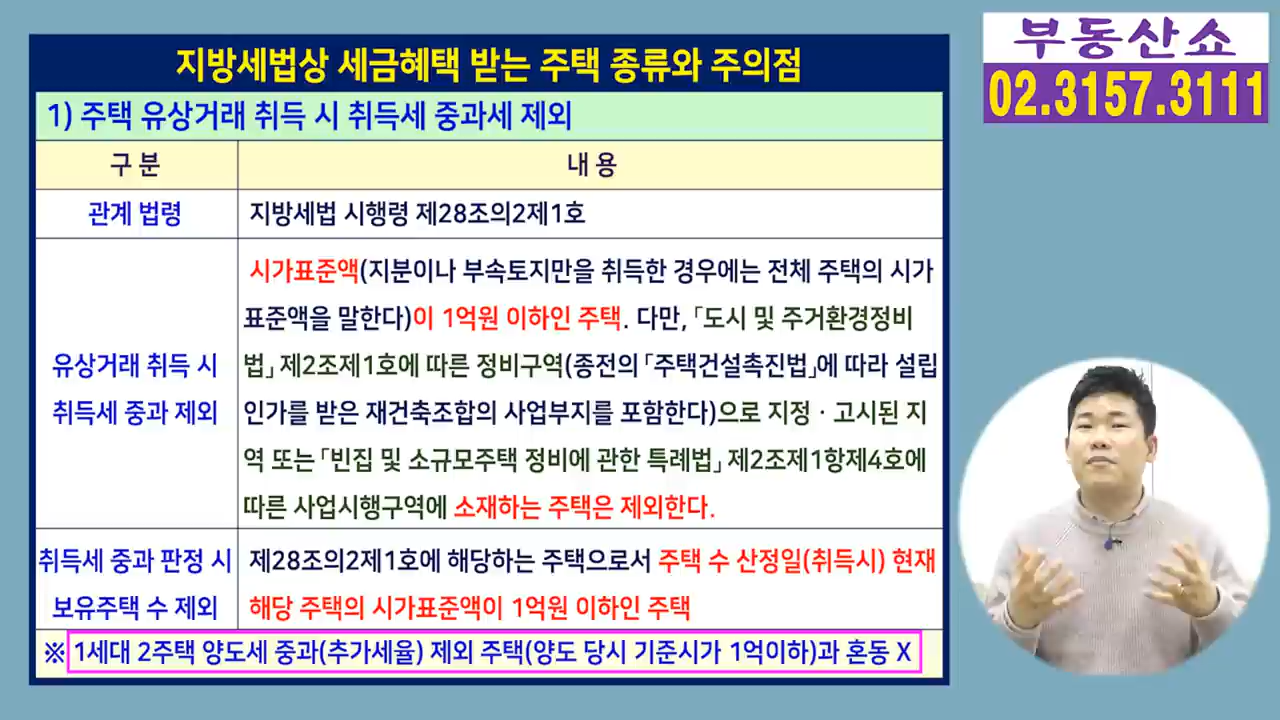 지방세법상 세금혜택 받는 주택 종류와 주의점
부동산쇼
02.3157.3111
1) 주택 유상거래 취득 시 취득세 중과세 제외
구 분
내 용
관계 법령
지방세법 시행령 제28조의2제1호
유상거래 취득 시
취득세 중과 제외
시가표준액(지분이나 부속토지만을 취득한 경우에는 전체 주택의 시가
표준액을 말한다)이 1억원 이하인 주택. 다만, ｢도시 및 주거환경정비
법｣ 제2조제1호에 따른 정비구역(종전의 ｢주택건설촉진법｣에 따라 설립
인가를 받은 재건축조합의 사업부지를 포함한다)으로 지정ㆍ고시된 지
역 또는 ｢빈집 및 소규모주택 정비에 관한 특례법｣ 제2조제1항제4호에
따른 사업시행구역에 소재하는 주택은 제외한다.
취득세 중과 판정 시
보유주택 수 제외
제28조의2제1호에 해당하는 주택으로서 주택 수 산정일(취득시) 현재
해당 주택의 시가표준액이 1억원 이하인 주택
※ 1세대 2주택 양도세 중과(추가세율) 제외 주택(양도 당시 기준시가 1억이하)과 혼동 X